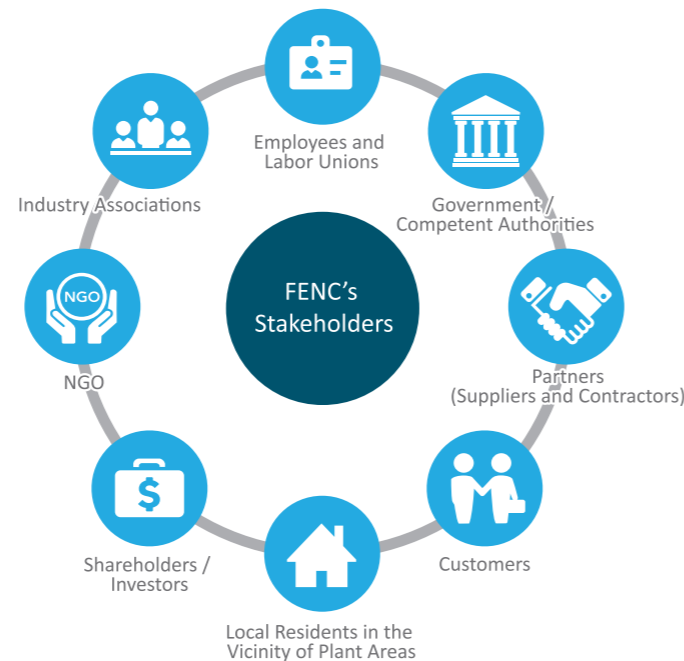 Employees and
Labor Unions
Government /
Competent Authorities
Partners
(Suppliers and Contractors)
Customers
Local Residents in the
Vicinity of Plant Areas
Shareholders /
Investors
NGO
NGO
Industry Associations
FENC's
Stakeholders
$